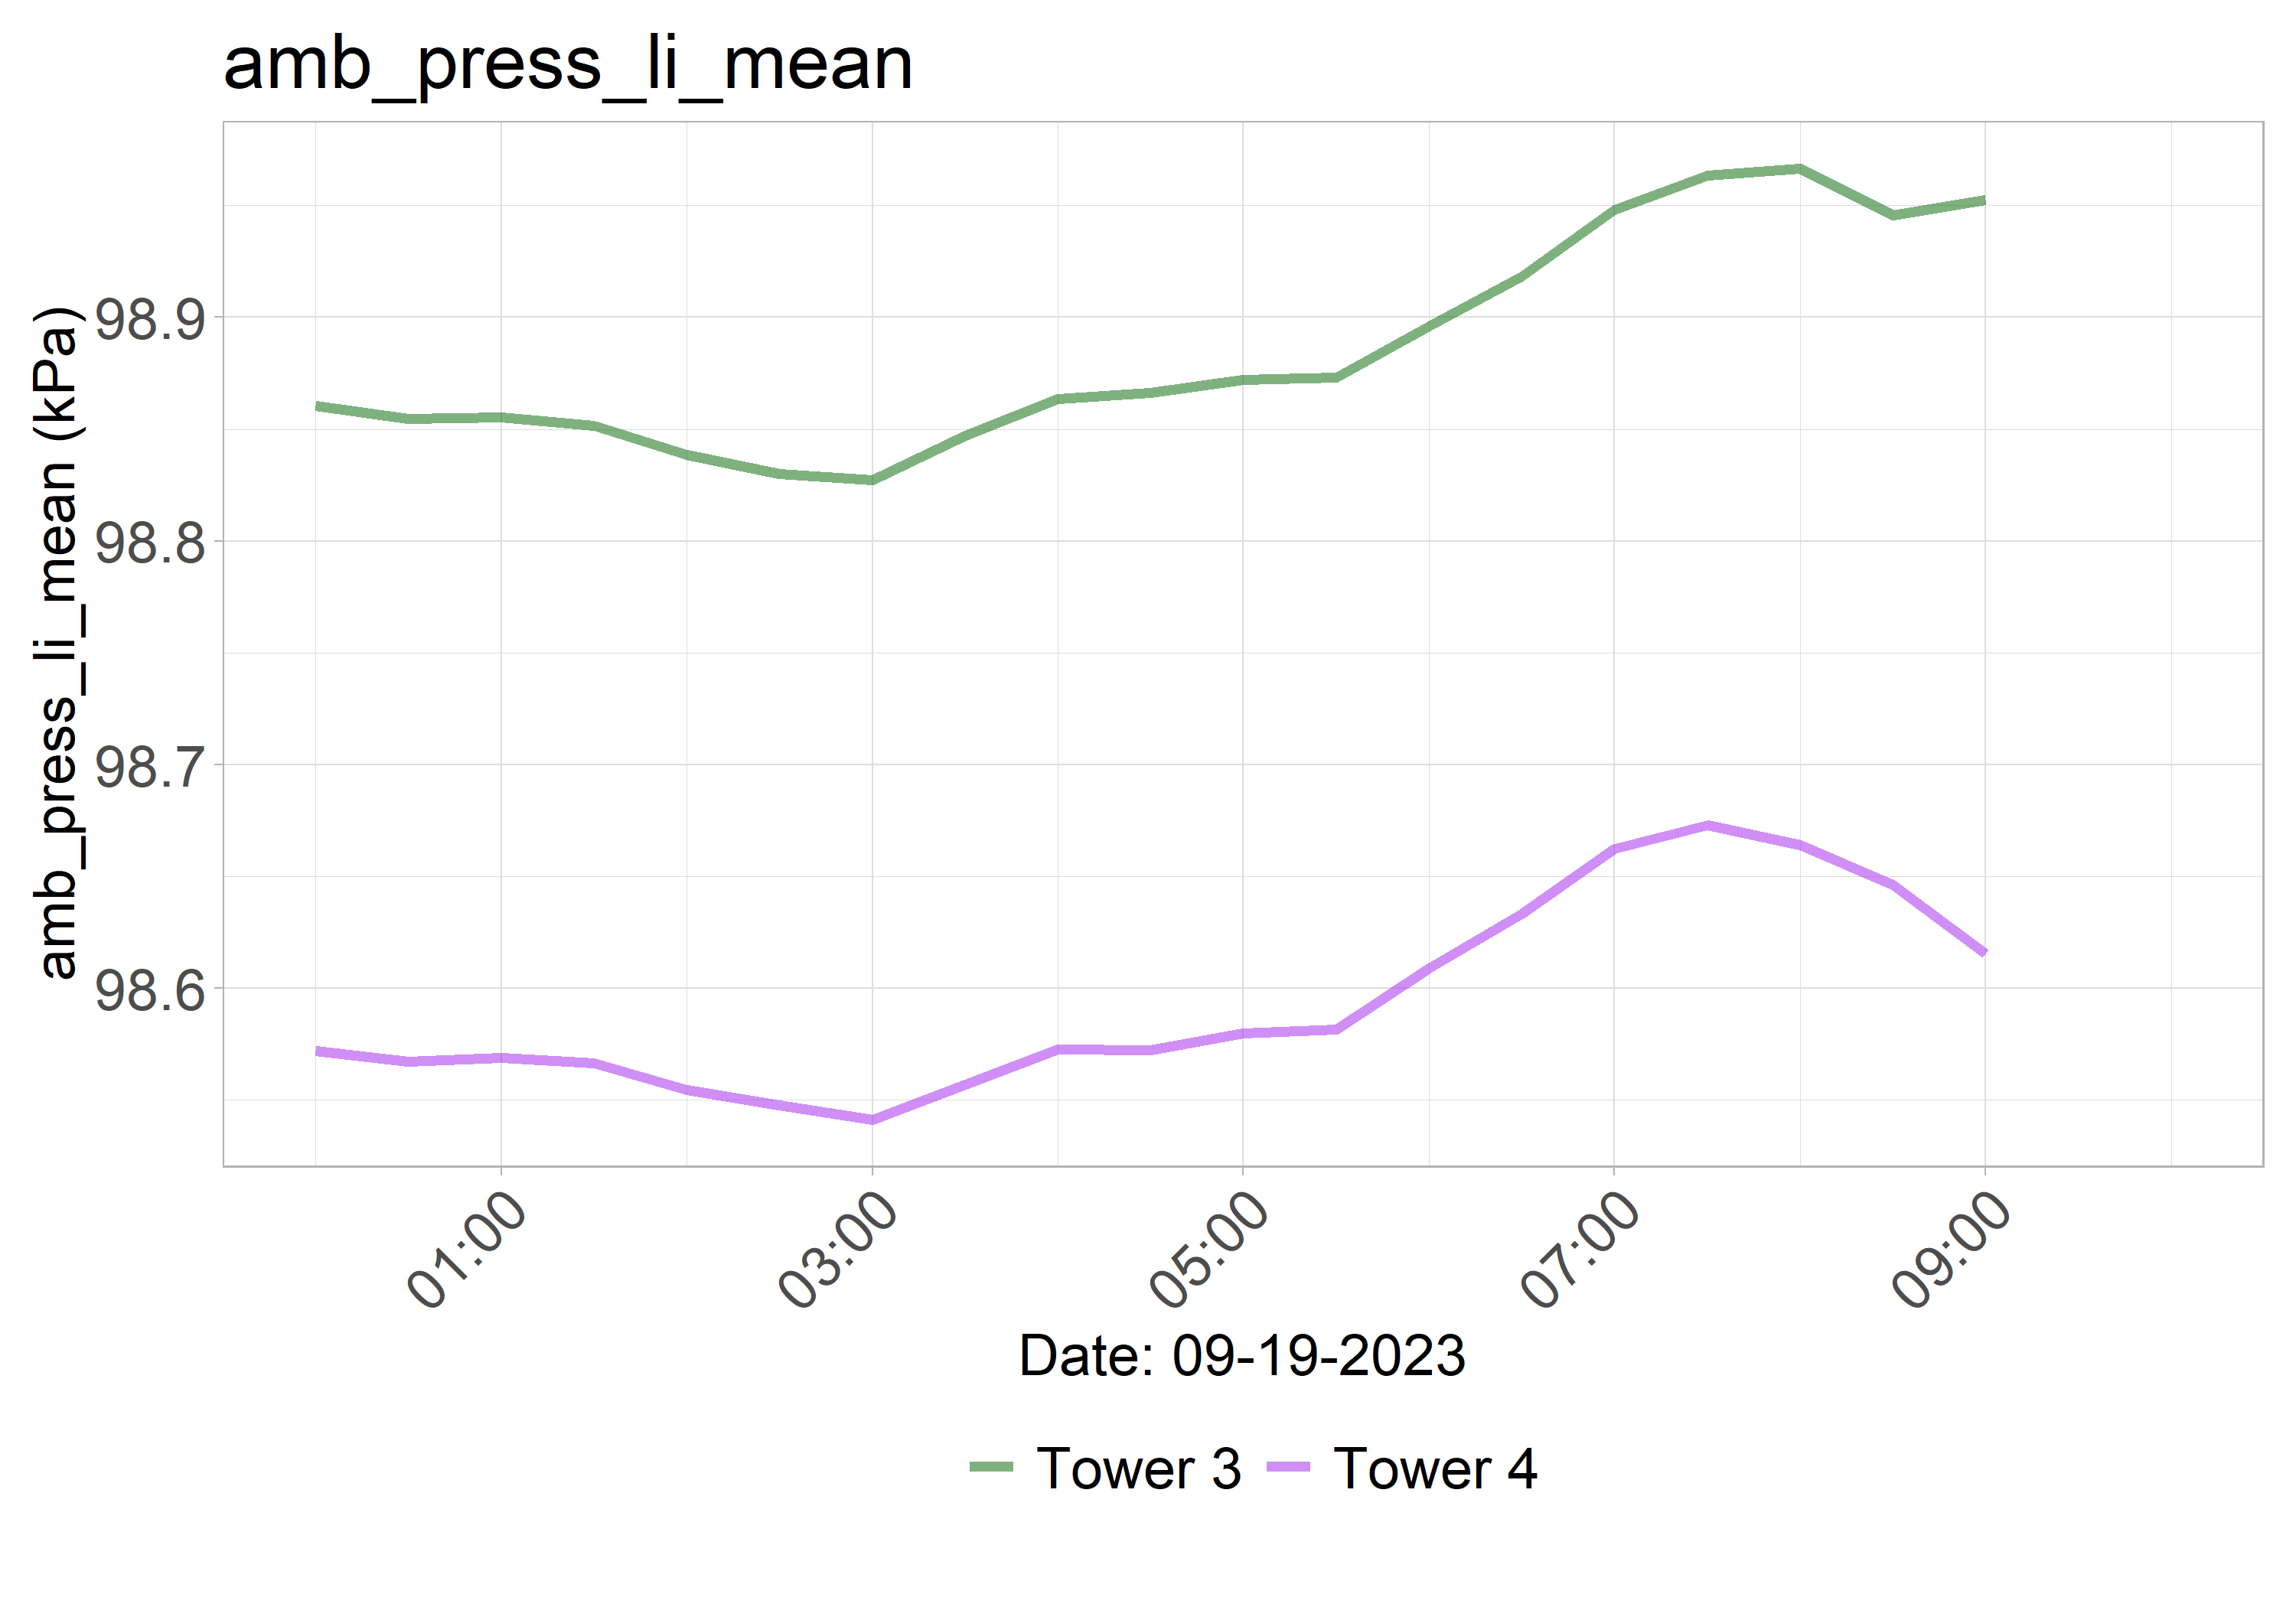 amb_press_li_mean
amb_press_li_mean (kPa)
98.9
98.8
98.7
98.6
01:00
03:00
05:00
07:00
09:00
Date: 09-19-2023
Tower 3
Tower 4